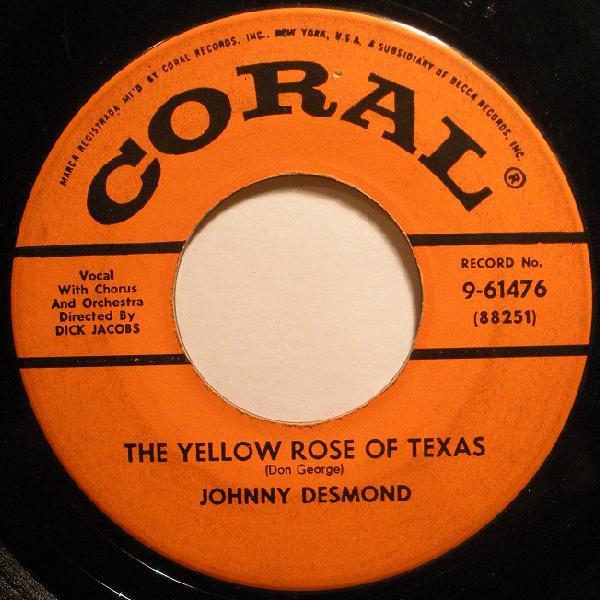 MARCA REGISTRADA MF'D BY CORAL RECORDS, INC., NEW YORK, U.S.A. A SUBSIDIARY OF DECCA RECORDS, INC.
CORAL®
Vocal
With Chorus
And Orchestra
Directed By
DICK JACOBS
RECORD No.
9-61476
(88251)
THE YELLOW ROSE OF TEXAS
(Don George)
JOHNNY DESMOND